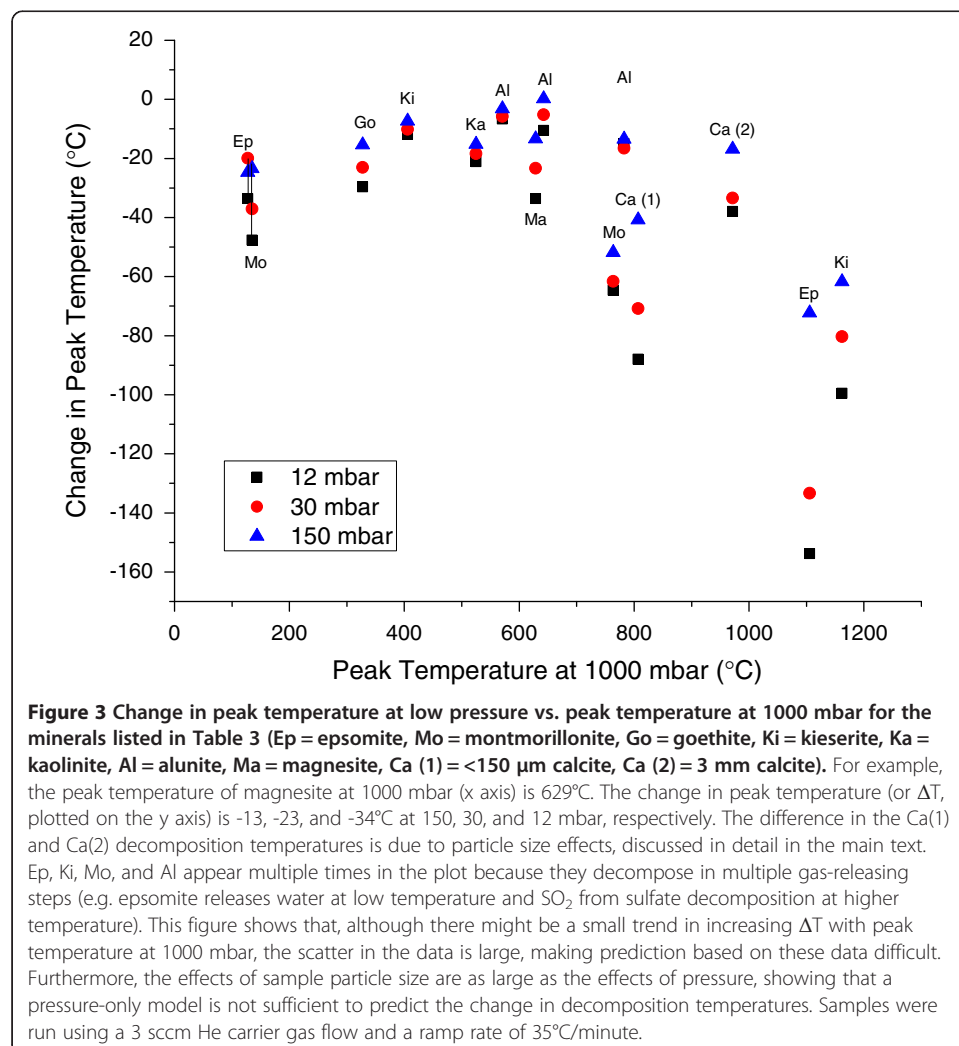 20
0
-20
-40
-60
-80
-100
-120
-140
-160
Change in Peak Temperature (°C)
Ep
Mo
Go
Ki
Ka
Al
Al
Ma
Al
Mo
Ca (1)
Ca (2)
Ep
Ki
12 mbar
30 mbar
150 mbar
0 200 400 600 800 1000 1200
Peak Temperature at 1000 mbar (°C)
Figure 3 Change in peak temperature at low pressure vs. peak temperature at 1000 mbar for the
minerals listed in Table 3 (Ep = epsomite, Mo = montmorillonite, Go = goethite, Ki = kieserite, Ka =
kaolinite, Al = alunite, Ma = magnesite, Ca (1) = <150 μm calcite, Ca (2) = 3 mm calcite). For example,
the peak temperature of magnesite at 1000 mbar (x axis) is 629°C. The change in peak temperature (or ΔT,
plotted on the y axis) is -13, -23, and -34°C at 150, 30, and 12 mbar, respectively. The difference in the Ca(1)
and Ca(2) decomposition temperatures is due to particle size effects, discussed in detail in the main text.
Ep, Ki, Mo, and Al appear multiple times in the plot because they decompose in multiple gas-releasing
steps (e.g. epsomite releases water at low temperature and SO₂ from sulfate decomposition at higher
temperature). This figure shows that, although there might be a small trend in increasing ΔT with peak
temperature at 1000 mbar, the scatter in the data is large, making prediction based on these data difficult.
Furthermore, the effects of sample particle size are as large as the effects of pressure, showing that a
pressure-only model is not sufficient to predict the change in decomposition temperatures. Samples were
run using a 3 sccm He carrier gas flow and a ramp rate of 35°C/minute.